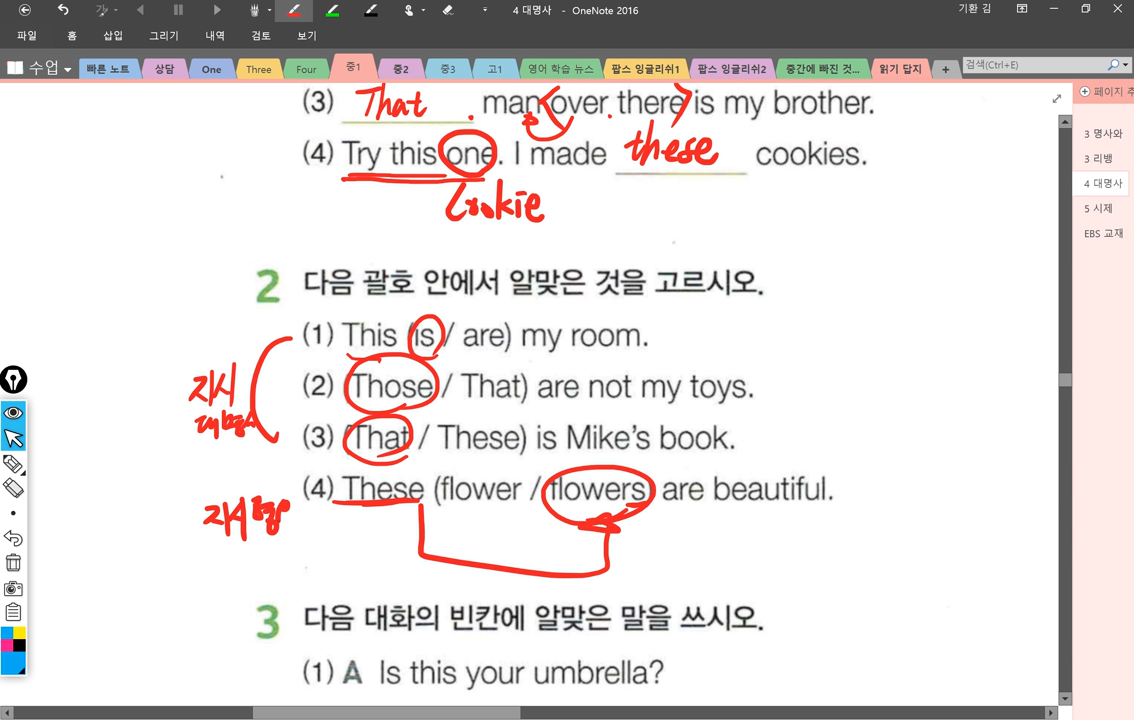 4 대명사 - OneNote 2016
기환 김
파일 홈 삽입 그리기 내역 검토 보기
수업 빠른 노트 상담 One Three Four 중1 중2 중3 고1 영어 학습 뉴스 팝스 잉글리쉬1 팝스 잉글리쉬2 중간에 빠진 것... 읽기 답지 + 검색(Ctrl+E)
페이지 추
3 명사와
3 리뱅
4 대명사
5 시제
EBS 교재
(3) That man over there is my brother.
(4) Try this one. I made these cookies.
Cookie
2 다음 괄호 안에서 알맞은 것을 고르시오.
(1) This (is / are) my room.
지시
대명사
(2) (Those / That) are not my toys.
(3) (That / These) is Mike's book.
(4) These (flower / flowers) are beautiful.
지시
3 다음 대화의 빈칸에 알맞은 말을 쓰시오.
(1) A Is this your umbrella?